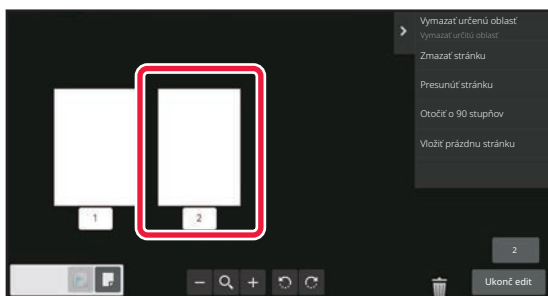 Vymazať určenú oblasť
Vymazať určitú oblasť
Zmazať stránku
Presunúť stránku
Otočiť o 90 stupňov
Vložiť prázdnu stránku
1
2
2
Ukonč edit